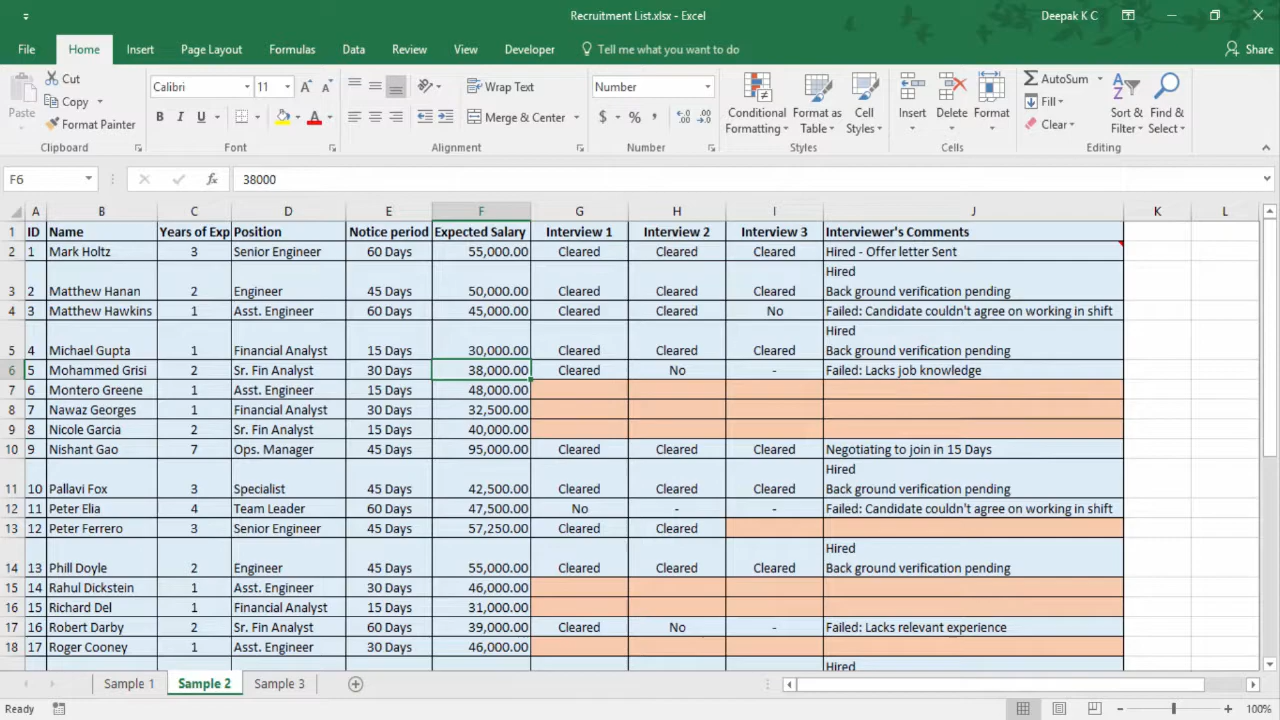 Recruitment List.xlsx - Excel
Deepak K C
File Home Insert Page Layout Formulas Data Review View Developer Tell me what you want to do Share
Paste Cut Copy Format Painter Clipboard
Calibri 11 B I U A A A Font
Wrap Text Merge & Center Alignment
Number $ % , Number
Conditional Formatting Format as Table Cell Styles Styles
Insert Delete Format Cells
AutoSum Fill Clear Sort & Filter Find & Select Editing
F6 fx 38000
A B C D E F G H I J K L
1 ID Name Years of Exp Position Notice period Expected Salary Interview 1 Interview 2 Interview 3 Interviewer's Comments
2 1 Mark Holtz 3 Senior Engineer 60 Days 55,000.00 Cleared Cleared Cleared Hired - Offer letter Sent
Hired
3 2 Matthew Hanan 2 Engineer 45 Days 50,000.00 Cleared Cleared Cleared Back ground verification pending
4 3 Matthew Hawkins 1 Asst. Engineer 60 Days 45,000.00 Cleared Cleared No Failed: Candidate couldn't agree on working in shift
Hired
5 4 Michael Gupta 1 Financial Analyst 15 Days 30,000.00 Cleared Cleared Cleared Back ground verification pending
6 5 Mohammed Grisi 2 Sr. Fin Analyst 30 Days 38,000.00 Cleared No - Failed: Lacks job knowledge
7 6 Montero Greene 1 Asst. Engineer 15 Days 48,000.00
8 7 Nawaz Georges 1 Financial Analyst 30 Days 32,500.00
9 8 Nicole Garcia 2 Sr. Fin Analyst 15 Days 40,000.00
10 9 Nishant Gao 7 Ops. Manager 45 Days 95,000.00 Cleared Cleared Cleared Negotiating to join in 15 Days
Hired
11 10 Pallavi Fox 3 Specialist 45 Days 42,500.00 Cleared Cleared Cleared Back ground verification pending
12 11 Peter Elia 4 Team Leader 60 Days 47,500.00 No - - Failed: Candidate couldn't agree on working in shift
13 12 Peter Ferrero 3 Senior Engineer 45 Days 57,250.00 Cleared Cleared
Hired
14 13 Phill Doyle 2 Engineer 45 Days 55,000.00 Cleared Cleared Cleared Back ground verification pending
15 14 Rahul Dickstein 1 Asst. Engineer 30 Days 46,000.00
16 15 Richard Del 1 Financial Analyst 15 Days 31,000.00
17 16 Robert Darby 2 Sr. Fin Analyst 60 Days 39,000.00 Cleared No - Failed: Lacks relevant experience
18 17 Roger Cooney 1 Asst. Engineer 30 Days 46,000.00
Hired
Sample 1 Sample 2 Sample 3
Ready 100%